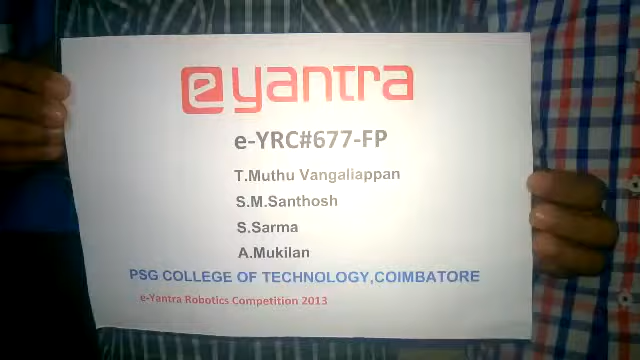 e yantra
e-YRC#677-FP
T.Muthu Vangaliappan
S.M.Santhosh
S.Sarma
A.Mukilan
PSG COLLEGE OF TECHNOLOGY,COIMBATORE
e-Yantra Robotics Competition 2013